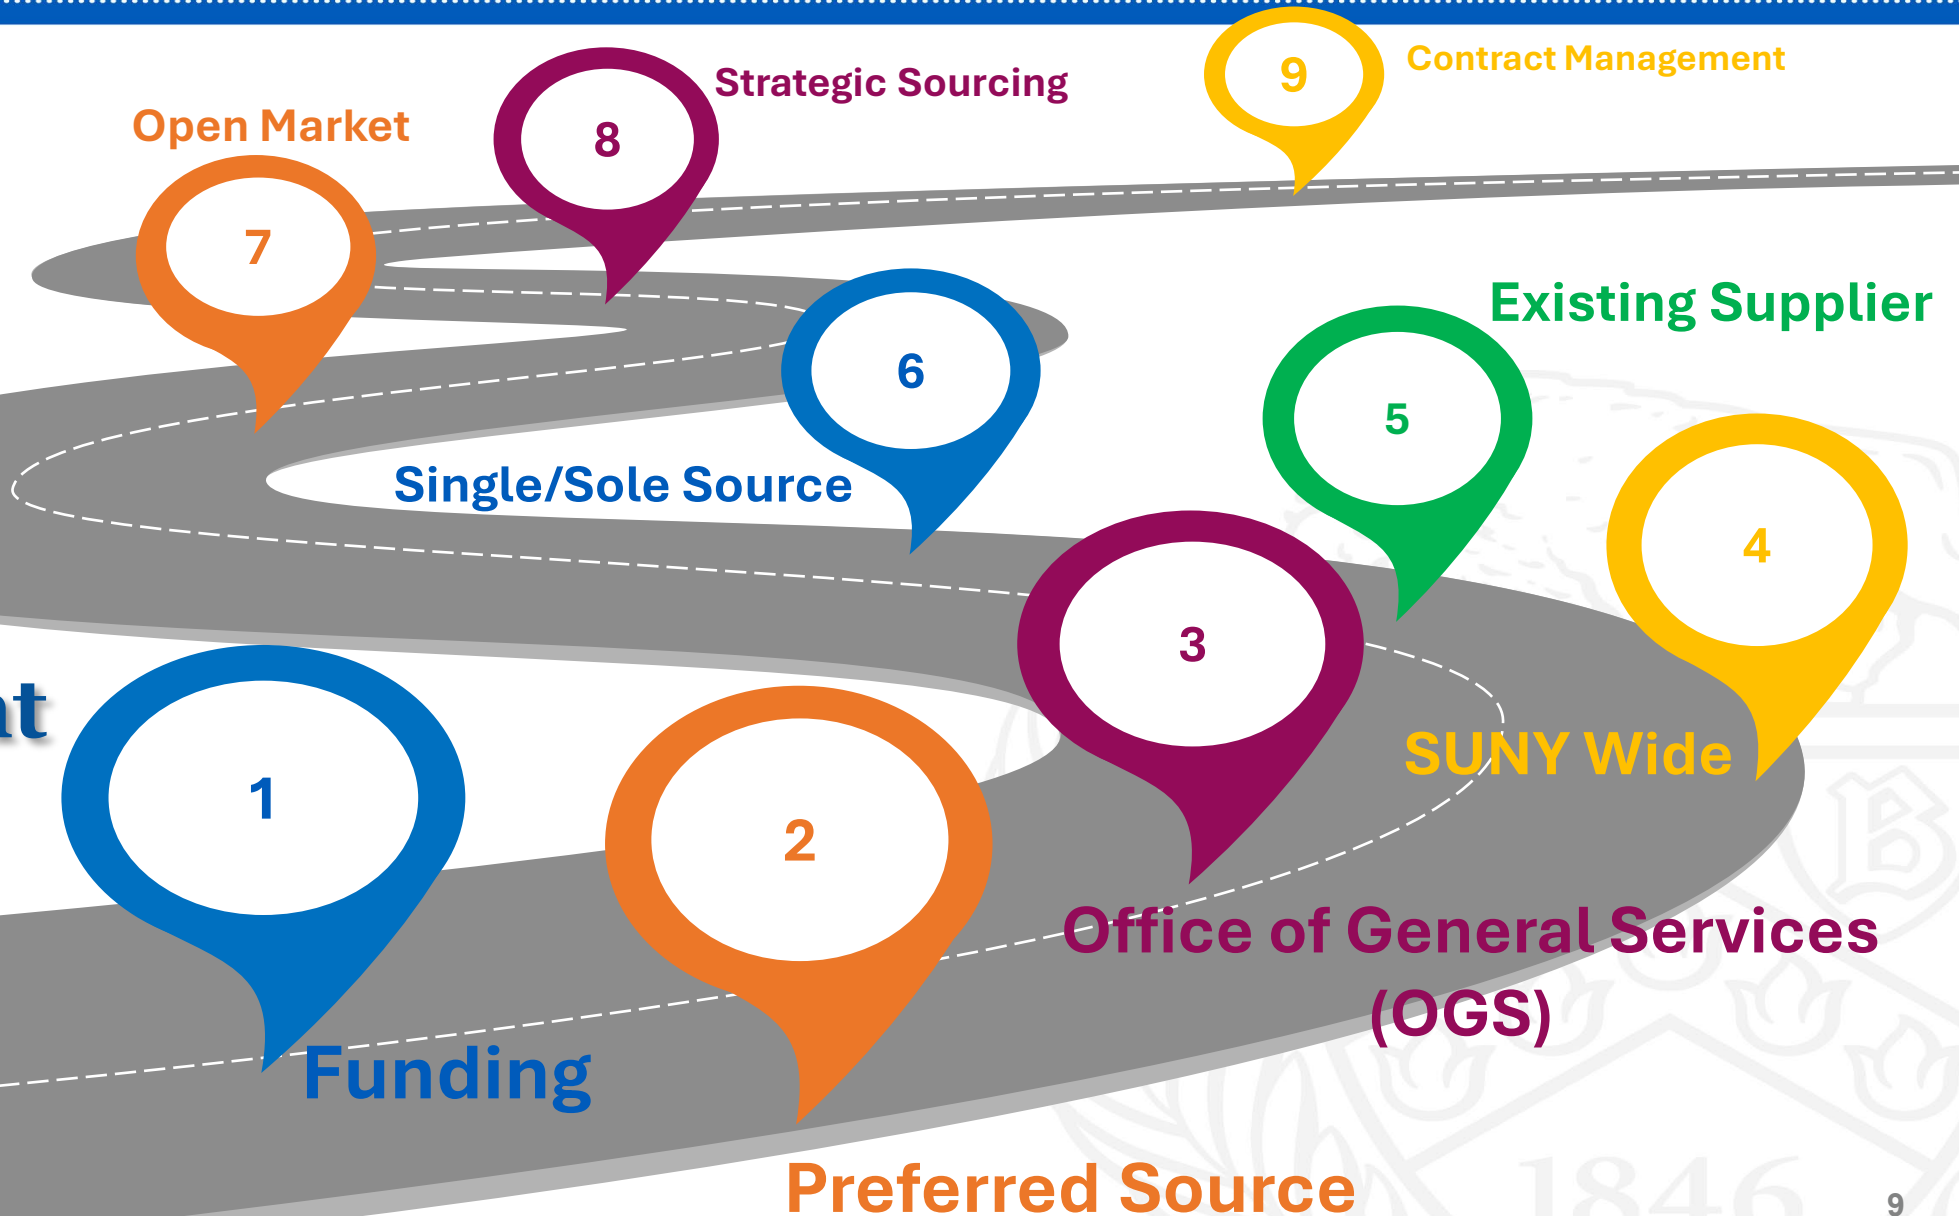 9
Contract Management
Strategic Sourcing
8
Open Market
7
Existing Supplier
6
5
Single/Sole Source
4
3
SUNY Wide
1
2
Office of General Services
(OGS)
Funding
Preferred Source
B
1846
9